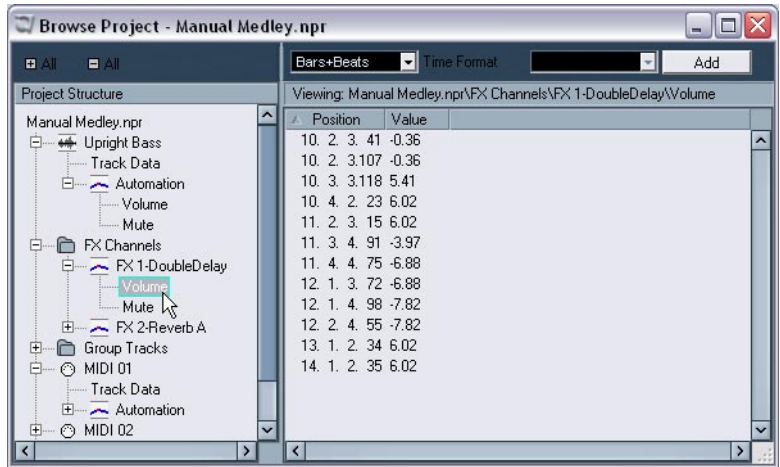 Browse Project - Manual Medley.npr
+ All - All
Bars+Beats Time Format Add
Project Structure
Viewing: Manual Medley.npr\FX Channels\FX 1-DoubleDelay\Volume
Manual Medley.npr
Upright Bass
Track Data
Automation
Volume
Mute
FX Channels
FX 1-DoubleDelay
Volume
Mute
FX 2-Reverb A
Group Tracks
MIDI 01
Track Data
Automation
MIDI 02
Position Value
10. 2. 3. 41 -0.36
10. 2. 3.107 -0.36
10. 3. 3.118 5.41
10. 4. 2. 23 6.02
11. 2. 3. 15 6.02
11. 3. 4. 91 -3.97
11. 4. 4. 75 -6.88
12. 1. 3. 72 -6.88
12. 1. 4. 98 -7.82
12. 2. 4. 55 -7.82
13. 1. 2. 34 6.02
14. 1. 2. 35 6.02